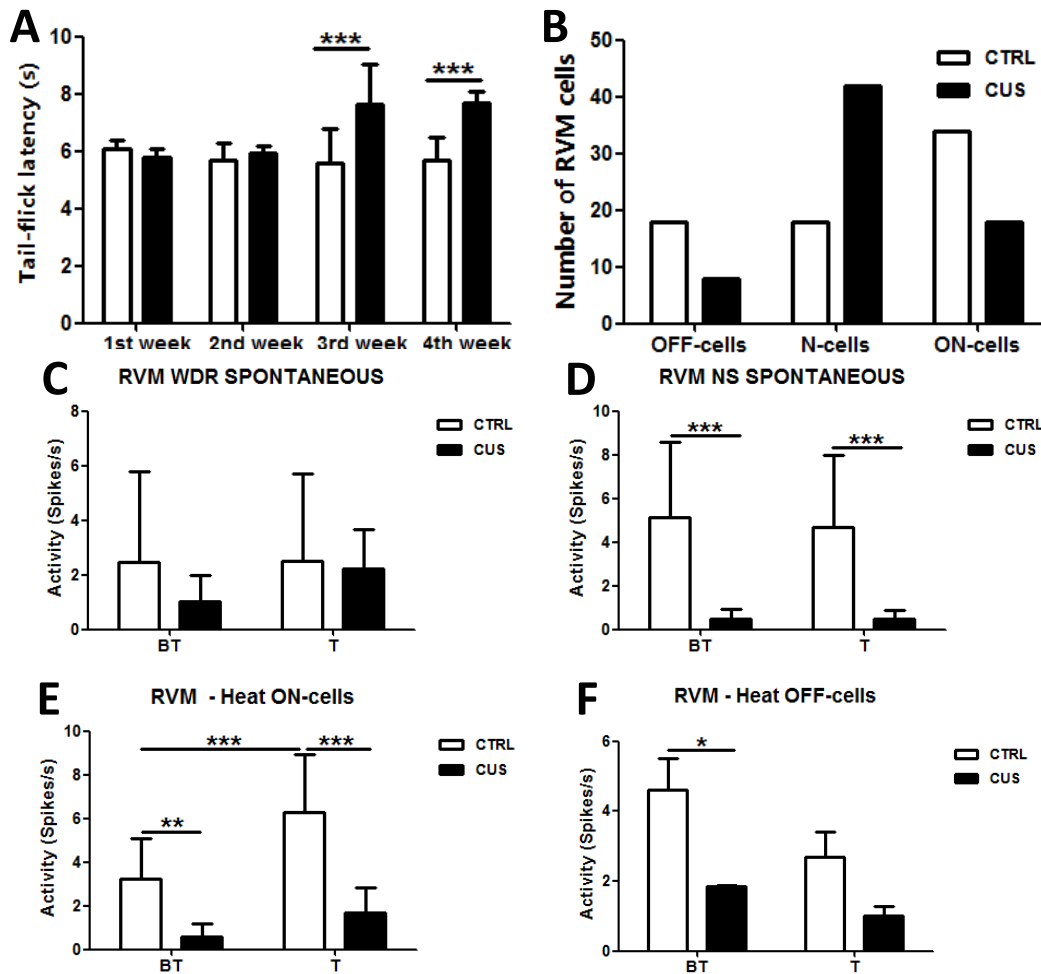 A
Tail-flick latency (s)
10
8
6
4
2
0
***
***
1st week 2nd week 3rd week 4th week
B
Number of RVM cells
50
40
30
20
10
0
CTRL
CUS
OFF-cells N-cells ON-cells
C
RVM WDR SPONTANEOUS
Activity (Spikes/s)
8
6
4
2
0
CTRL
CUS
BT T
D
RVM NS SPONTANEOUS
Activity (Spikes/s)
10
8
6
4
2
0
***
***
CTRL
CUS
BT T
E
RVM - Heat ON-cells
Activity (Spikes/s)
10
8
6
4
2
0
***
***
**
CTRL
CUS
BT T
F
RVM - Heat OFF-cells
Activity (Spikes/s)
6
4
2
0
*
CTRL
CUS
BT T